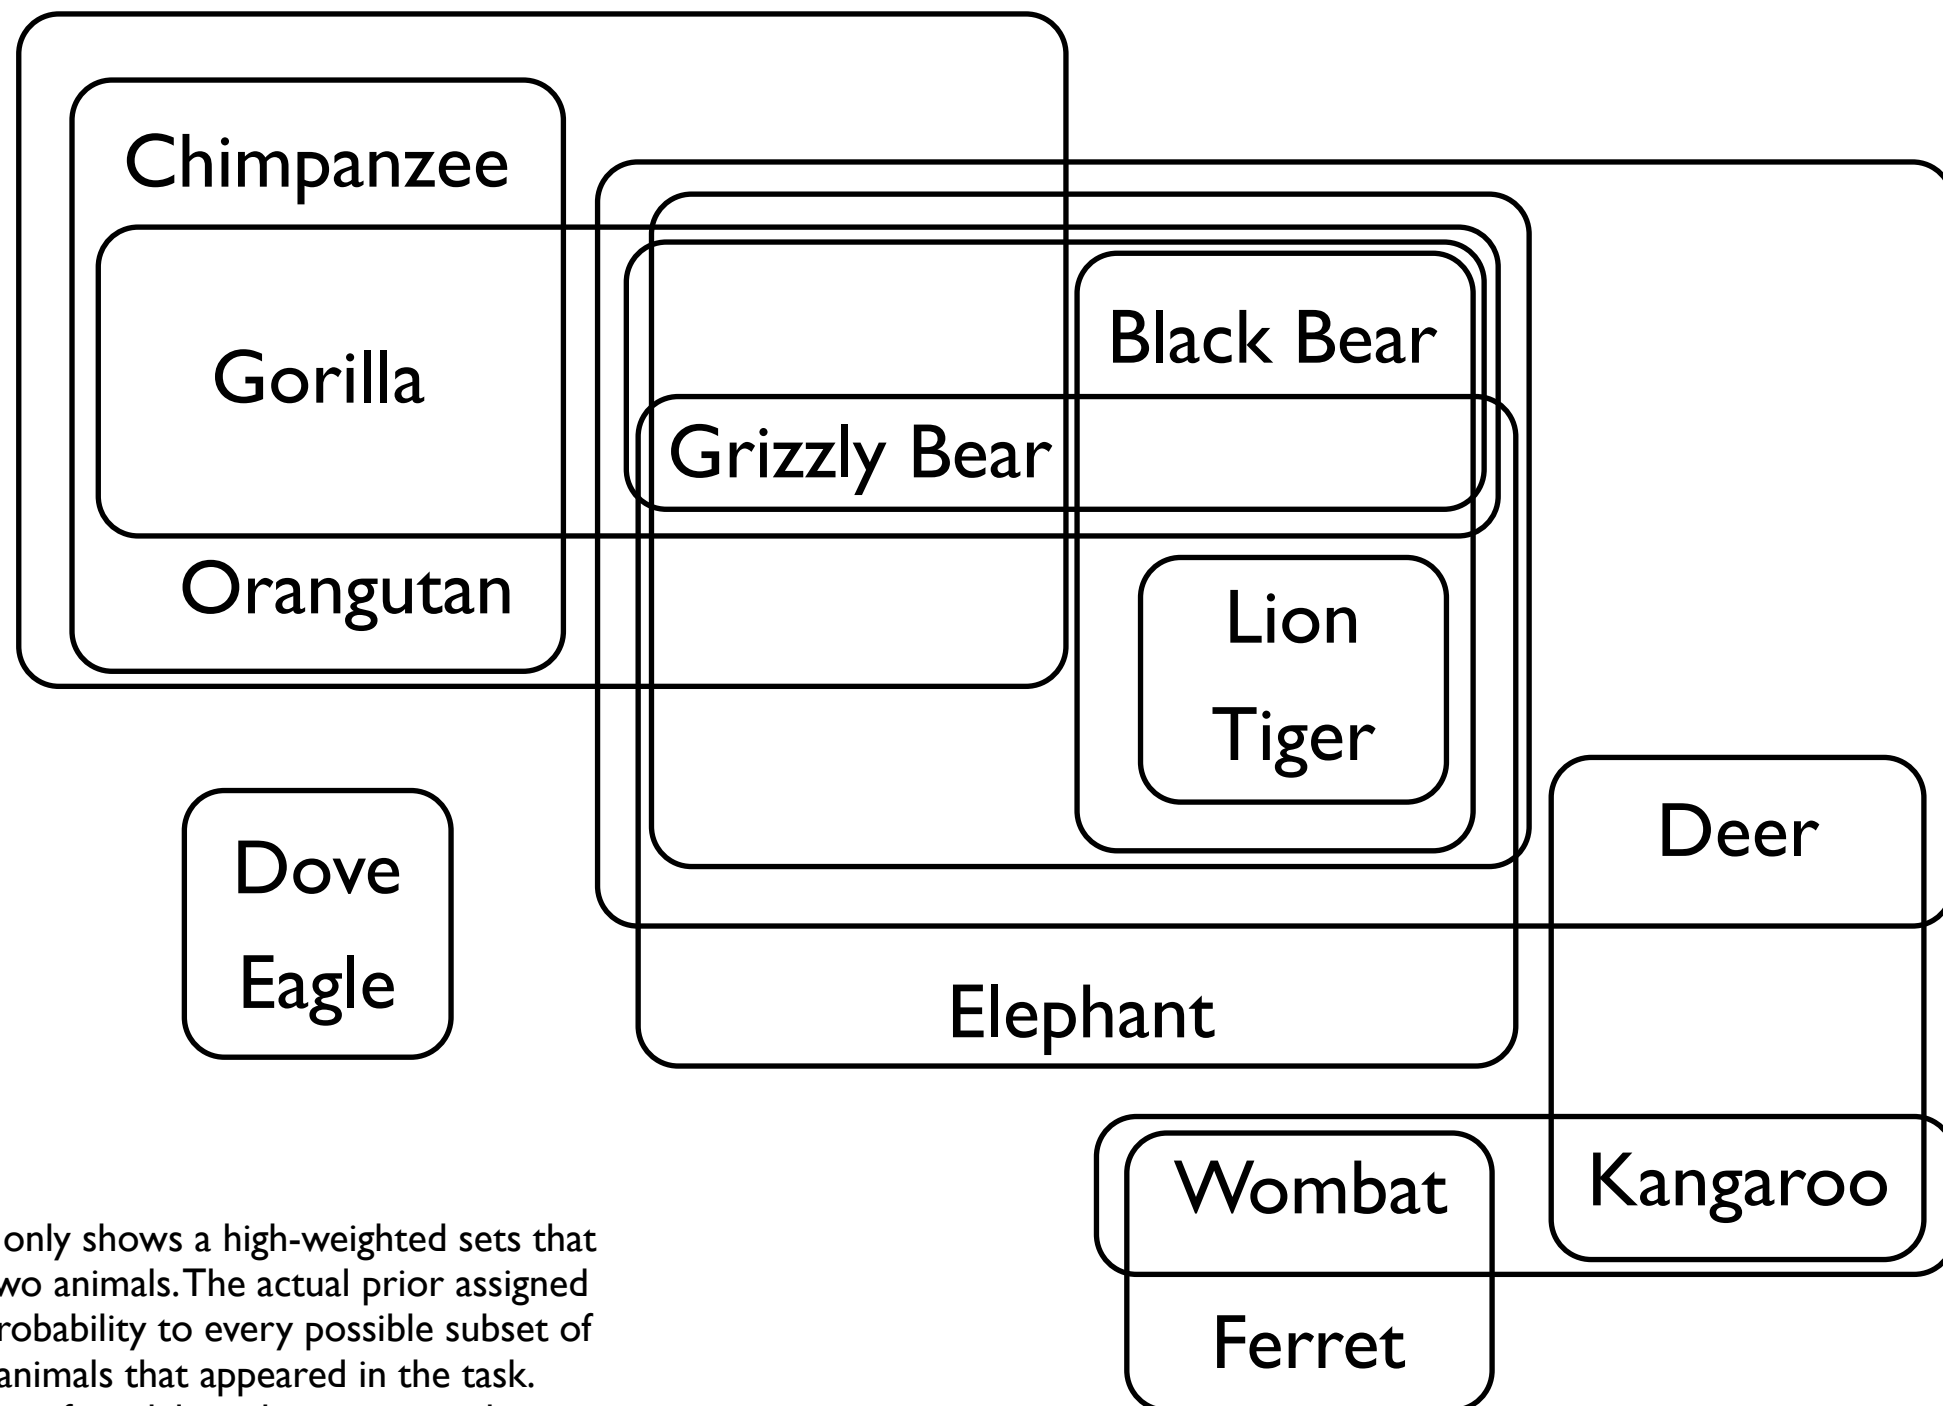 Chimpanzee
Gorilla
Orangutan
Black Bear
Grizzly Bear
Lion
Tiger
Deer
Dove
Eagle
Elephant
Wombat
Kangaroo
Ferret
only shows a high-weighted sets that
wo animals. The actual prior assigned
robability to every possible subset of
animals that appeared in the task.